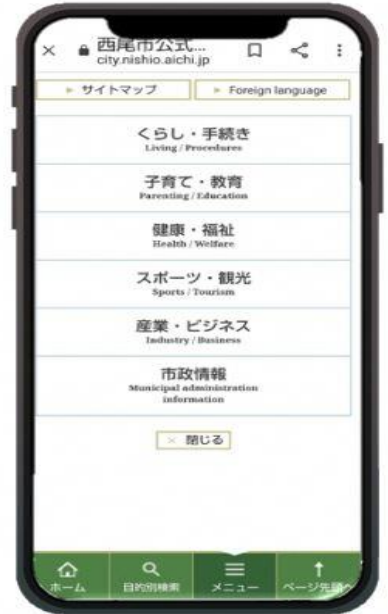 西尾市公式...
city.nishio.aichi.jp
サイトマップ
Foreign language
くらし・手続き
Living / Procedures
子育て・教育
Parenting / Education
健康・福祉
Health / Welfare
スポーツ・観光
Sports / Tourism
産業・ビジネス
Industry / Business
市政情報
Municipal administration
information
× 閉じる
ホーム
目的別検索
メニュー
ページ先頭へ